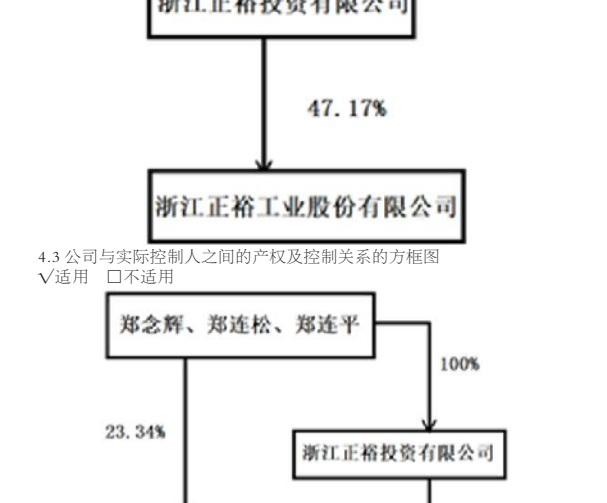 浙江正裕投资有限公司
47.17%
浙江正裕工业股份有限公司
4.3 公司与实际控制人之间的产权及控制关系的方框图
√适用 □不适用
郑念辉、郑连松、郑连平
100%
23.34%
浙江正裕投资有限公司